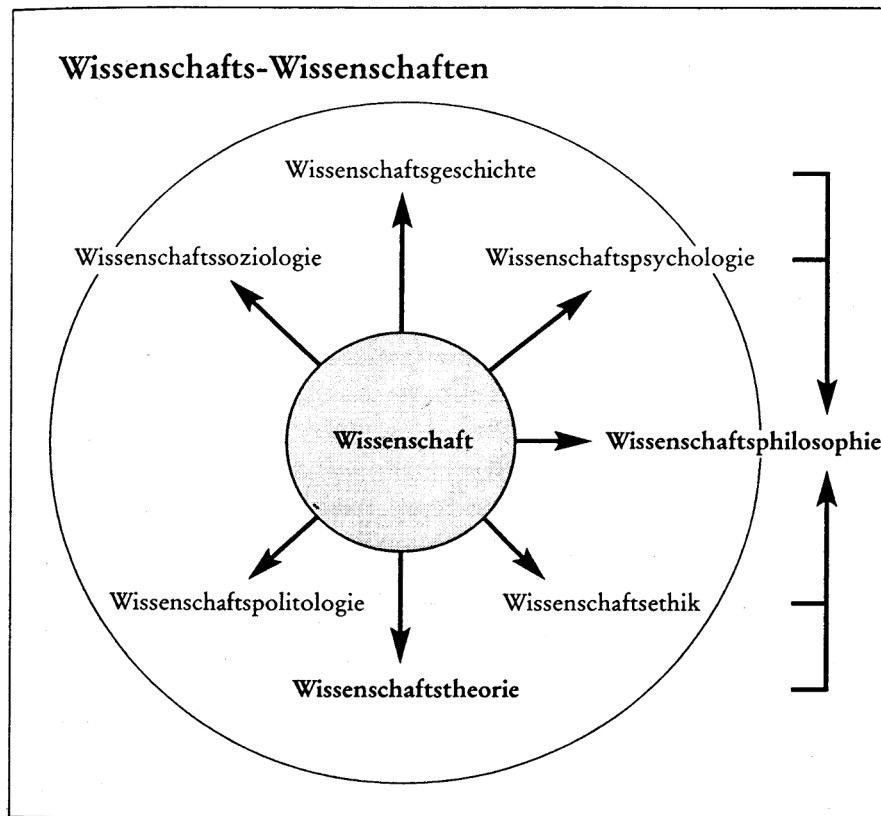 Wissenschafts-Wissenschaften
Wissenschaftsgeschichte
Wissenschaftssoziologie
Wissenschaftspsychologie
Wissenschaft
Wissenschaftsphilosophie
Wissenschaftspolitologie
Wissenschaftsethik
Wissenschaftstheorie